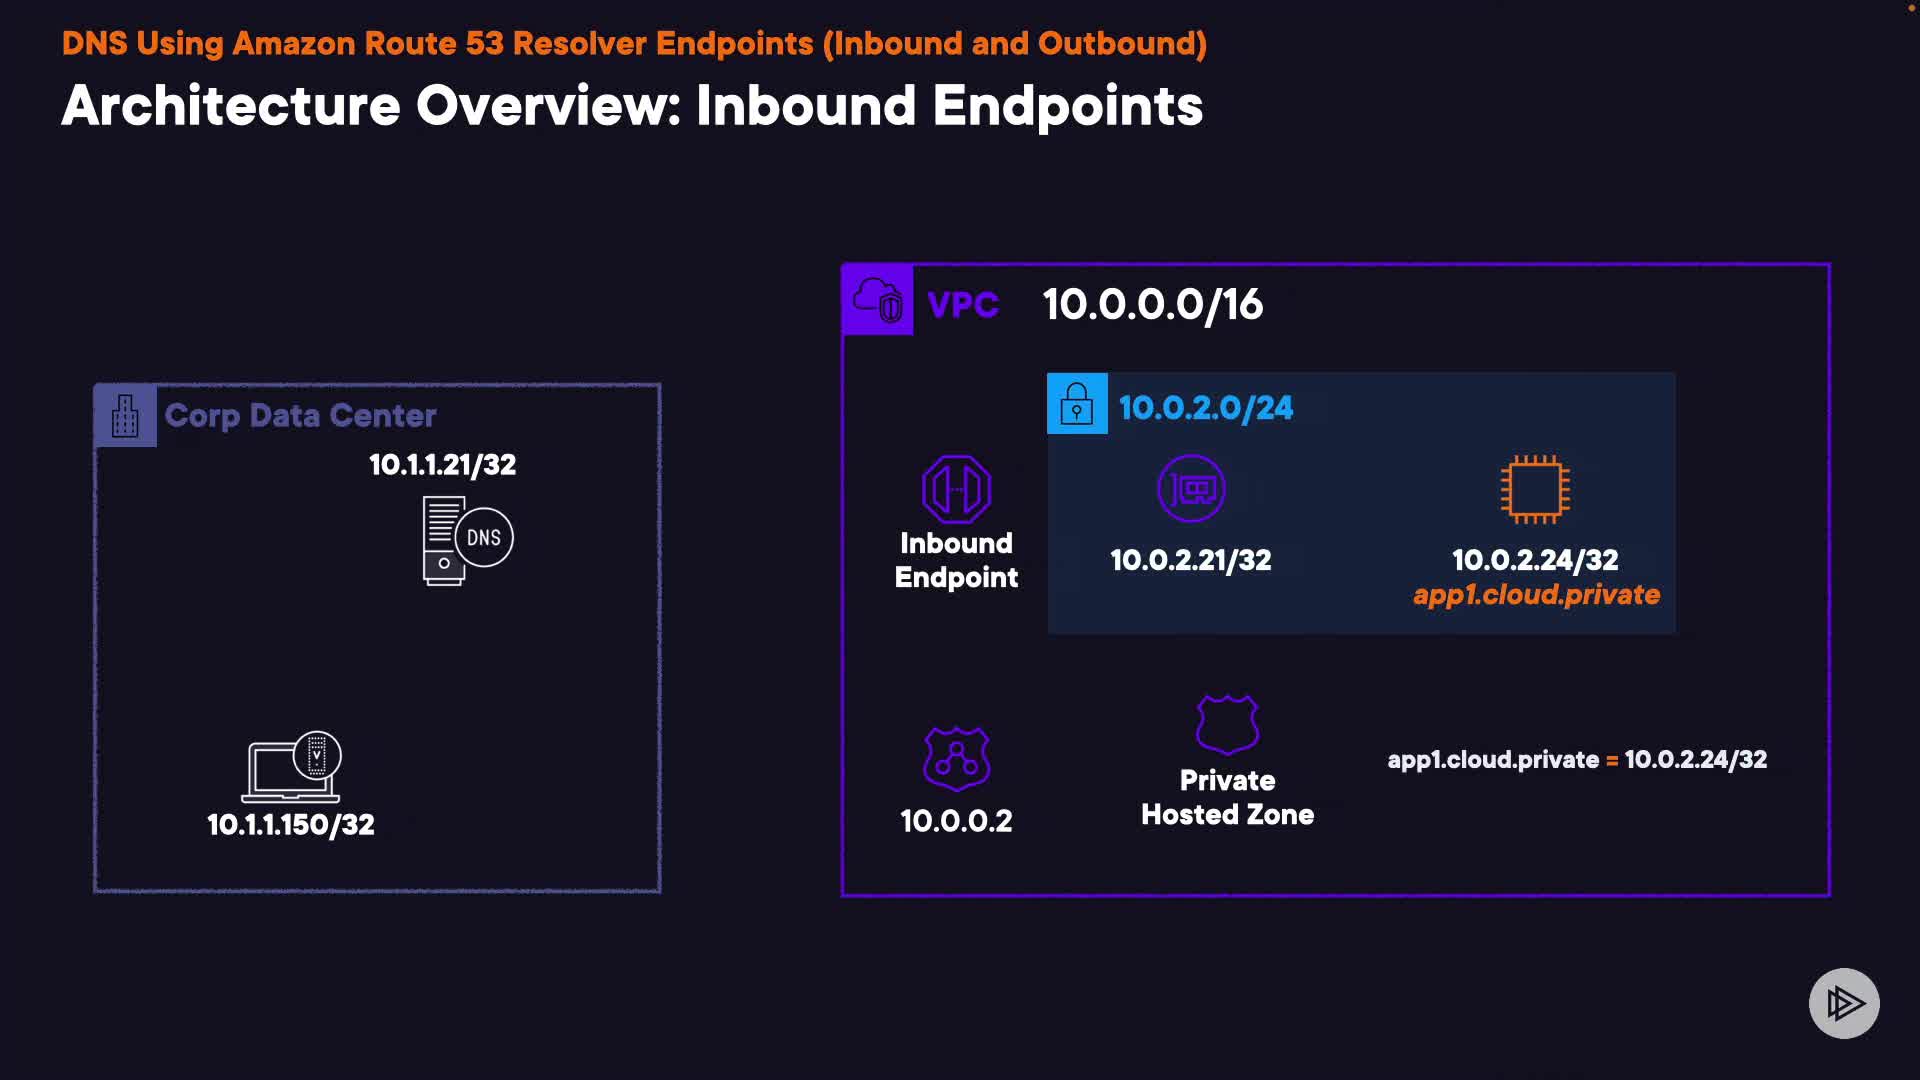 DNS Using Amazon Route 53 Resolver Endpoints (Inbound and Outbound)
Architecture Overview: Inbound Endpoints
Corp Data Center
10.1.1.21/32
DNS
V
10.1.1.150/32
VPC 10.0.0.0/16
10.0.2.0/24
Inbound
Endpoint
10.0.2.21/32
10.0.2.24/32
app1.cloud.private
10.0.0.2
Private
Hosted Zone
app1.cloud.private = 10.0.2.24/32